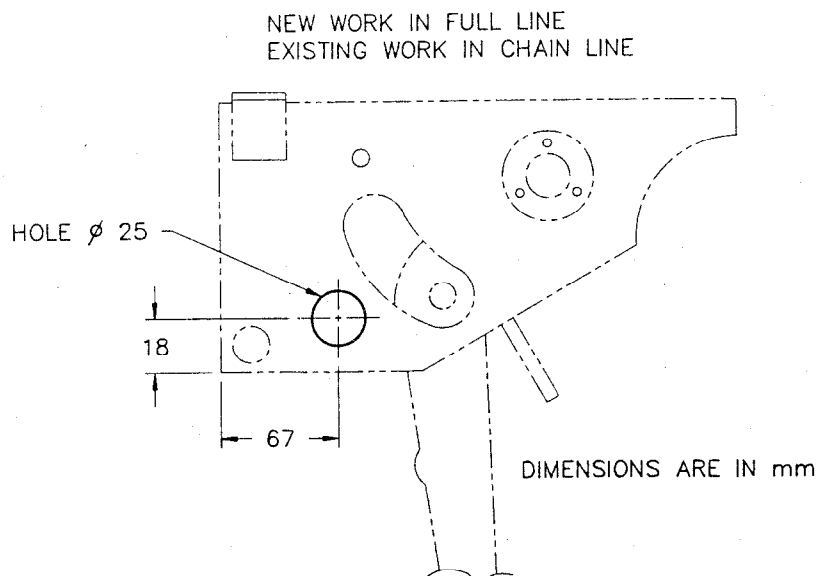 NEW WORK IN FULL LINE
EXISTING WORK IN CHAIN LINE
HOLE ⌀ 25
18
67
DIMENSIONS ARE IN mm